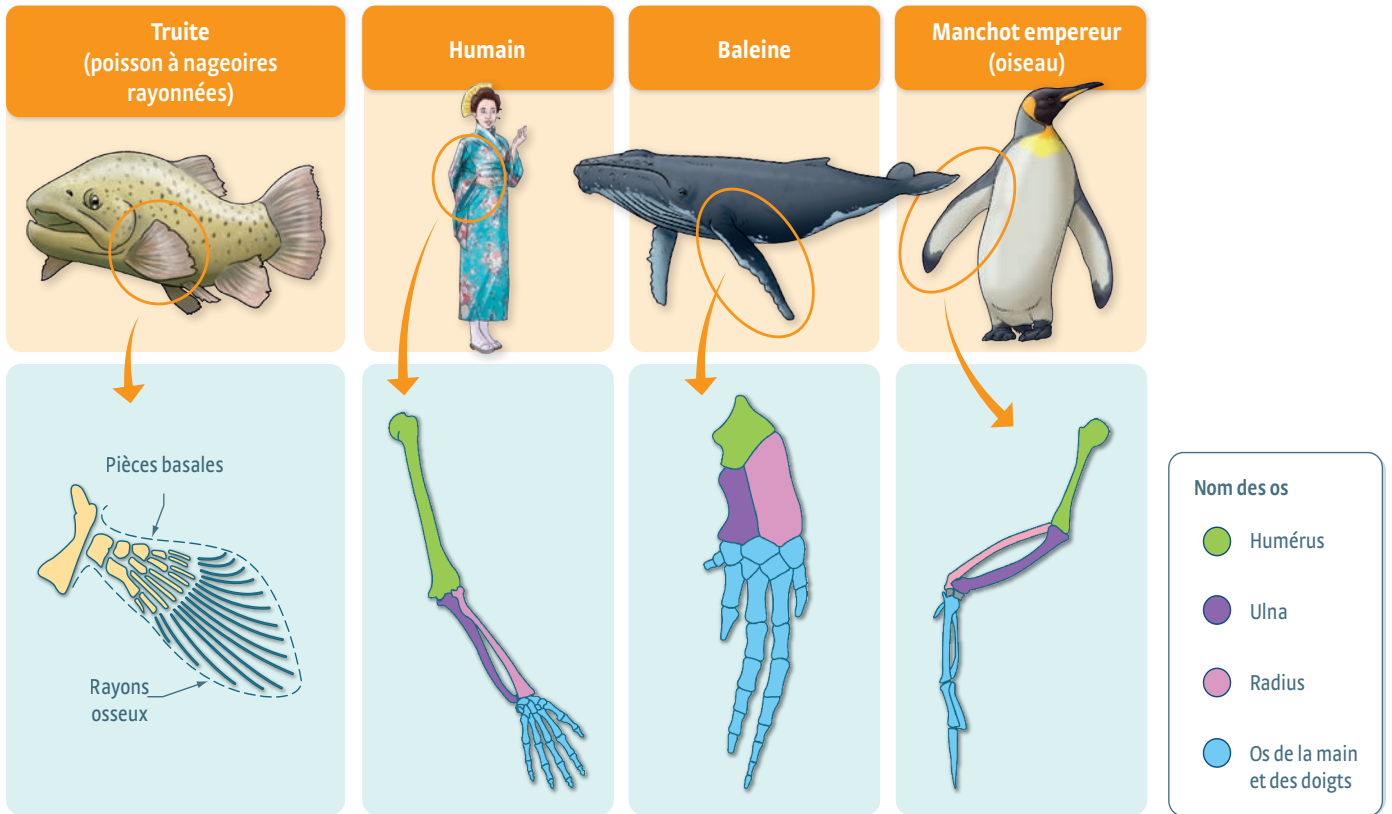 Truite
(poisson à nageoires
rayonnées)
Humain
Baleine
Manchot empereur
(oiseau)
Pièces basales
Rayons
osseux
Nom des os
Humérus
Ulna
Radius
Os de la main
et des doigts